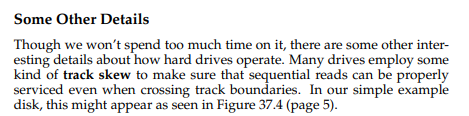 Some Other Details
Though we won't spend too much time on it, there are some other inter-
esting details about how hard drives operate. Many drives employ some
kind of track skew to make sure that sequential reads can be properly
serviced even when crossing track boundaries. In our simple example
disk, this might appear as seen in Figure 37.4 (page 5).